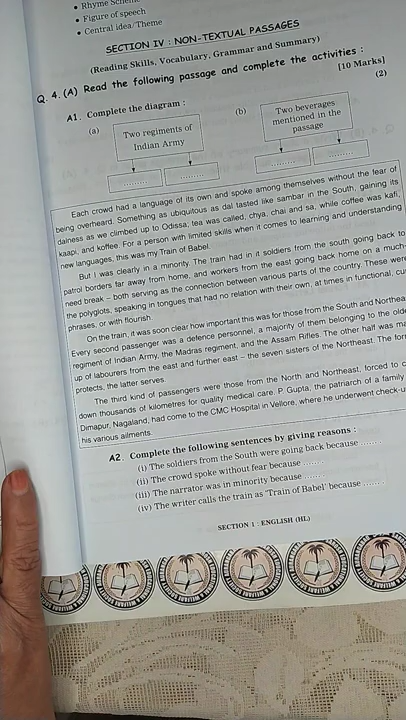 • Rhyme Scheme
• Figure of speech
• Central idea/Theme
SECTION IV : NON-TEXTUAL PASSAGES
(Reading Skills, Vocabulary, Grammar and Summary)
Q. 4. (A) Read the following passage and complete the activities :
[10 Marks]
A1. Complete the diagram :
(2)
(a)
Two regiments of
Indian Army
(b)
Two beverages
mentioned in the
passage
Each crowd had a language of its own and spoke among themselves without the fear of
being overheard. Something as ubiquitous as dal tasted like sambar in the South, gaining its
dalness as we climbed up to Odissa; tea was called, chya, chai and sa, while coffee was kafi,
kaapi, and koffee. For a person with limited skills when it comes to learning and understanding
new languages, this was my Train of Babel.
But I was clearly in a minority. The train had in it soldiers from the south going back to
patrol borders far away from home, and workers from the east going back home on a much-
need break – both serving as the connection between various parts of the country. These were
the polyglots, speaking in tongues that had no relation with their own, at times in functional,
phrases, or with flourish.
On the train, it was soon clear how important this was for those from the South and
Every second passenger was a defence personnel, a majority of them belonging to the
regiment of Indian Army, the Madras regiment, and the Assam Rifles. The other half was
up of labourers from the east and further east – the seven sisters of the Northeast. The
protects, the latter serves.
The third kind of passengers were those from the North and Northeast, forced to
down thousands of kilometres for quality medical care. P. Gupta, the patriarch of a family
Dimapur, Nagaland, had come to the CMC Hospital in Vellore, where he underwent
his various ailments.
A2. Complete the following sentences by giving reasons :
(i) The soldiers from the South were going back because .......
(ii) The crowd spoke without fear because .......
(iii) The narrator was in minority because .......
(iv) The writer calls the train as 'Train of Babel' because .......
SECTION 1 : ENGLISH (HL)